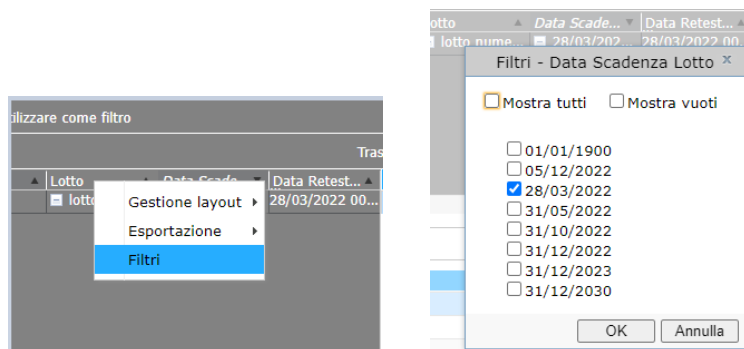 ilizzare come filtro
Tras
Lotto Data Scade... Data Retest...
lotto 28/03/2022 00...
Gestione layout
Esportazione
Filtri
otto Data Scade... Data Retest...
lotto nume... 28/03/202... 28/03/2022 00
Filtri - Data Scadenza Lotto x
Mostra tutti Mostra vuoti
01/01/1900
05/12/2022
28/03/2022
31/05/2022
31/10/2022
31/12/2022
31/12/2023
31/12/2030
OK Annulla